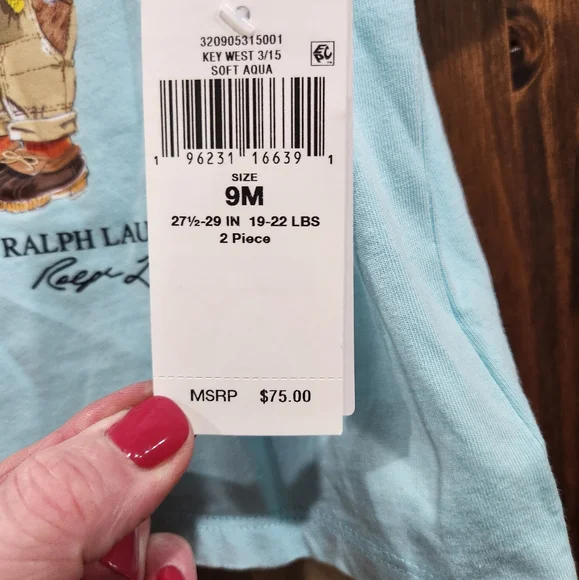 320905315001
KEY WEST 3/15
SOFT AQUA
1 96231 16639 1
SIZE
9M
27½-29 IN 19-22 LBS
2 Piece
RALPH LAU
Ralph L
MSRP $75.00